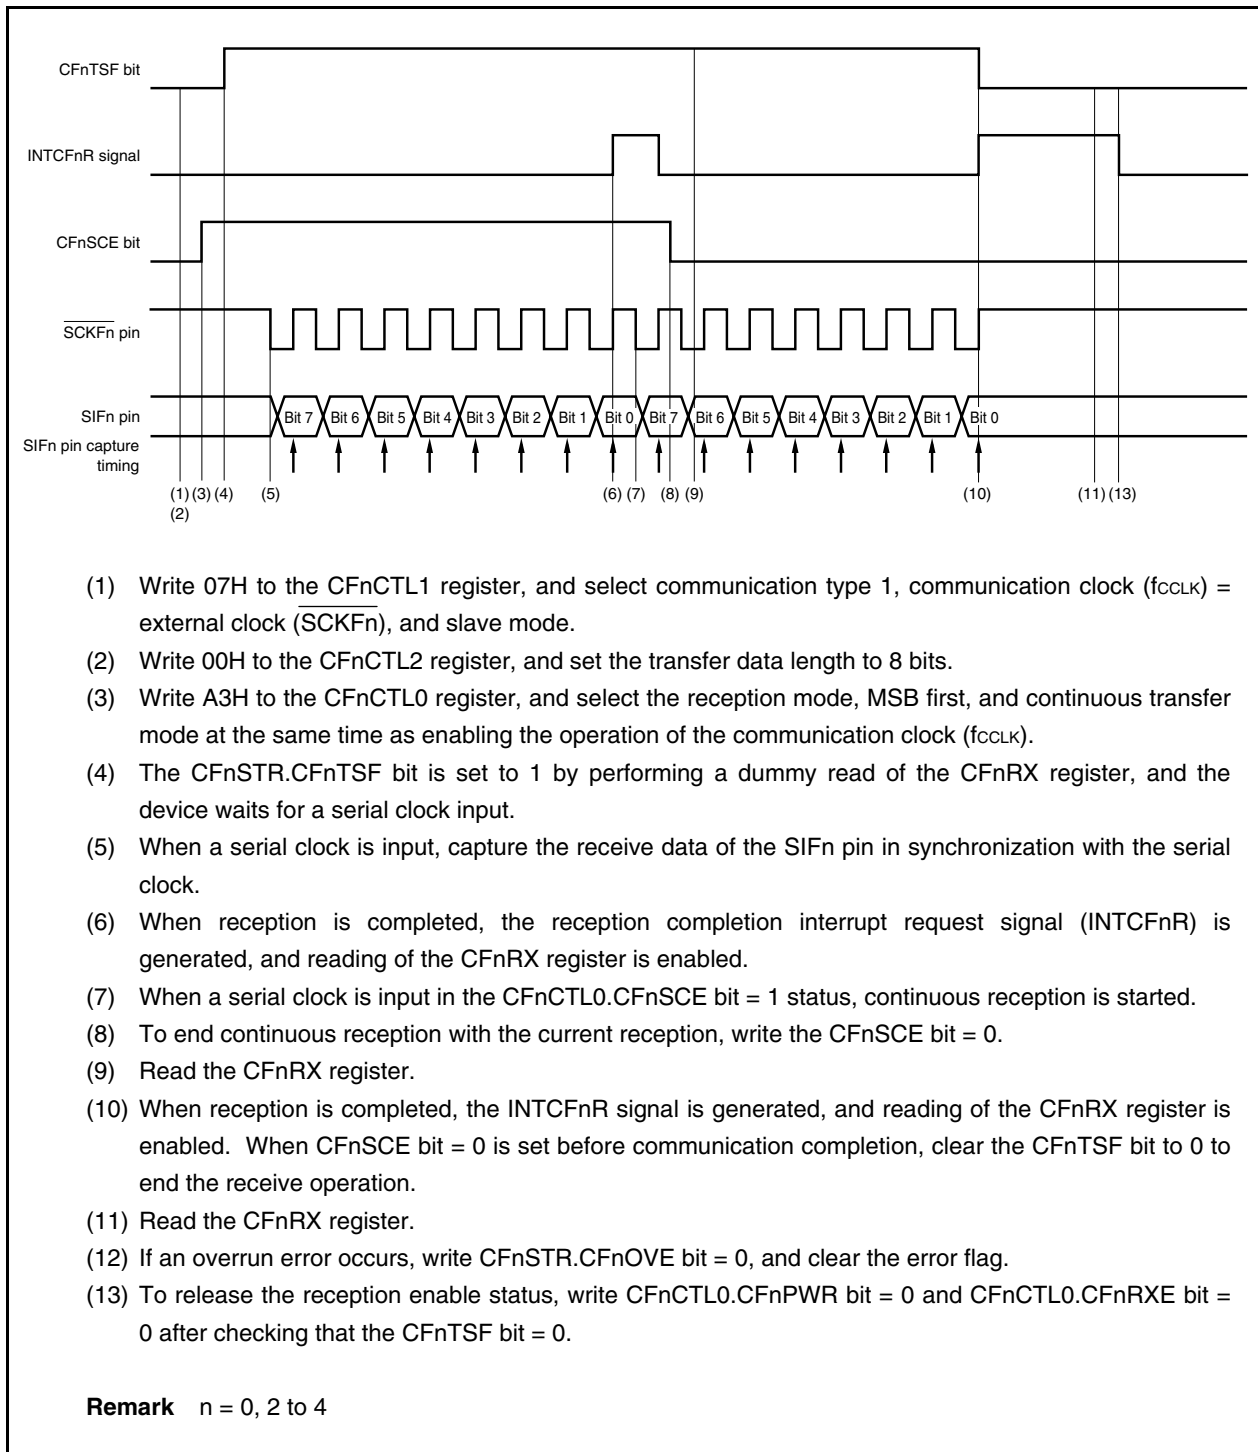 CFnTSF bit
INTCFnR signal
CFnSCE bit
SCKFn pin
SIFn pin
Bit 7 Bit 6 Bit 5 Bit 4 Bit 3 Bit 2 Bit 1 Bit 0 Bit 7 Bit 6 Bit 5 Bit 4 Bit 3 Bit 2 Bit 1 Bit 0
SIFn pin capture
timing
(1) (3) (4) (5) (6) (7) (8) (9) (10) (11) (13)
(2)
(1) Write 07H to the CFnCTL1 register, and select communication type 1, communication clock (fCCLK) =
external clock (SCKFn), and slave mode.
(2) Write 00H to the CFnCTL2 register, and set the transfer data length to 8 bits.
(3) Write A3H to the CFnCTL0 register, and select the reception mode, MSB first, and continuous transfer
mode at the same time as enabling the operation of the communication clock (fCCLK).
(4) The CFnSTR.CFnTSF bit is set to 1 by performing a dummy read of the CFnRX register, and the
device waits for a serial clock input.
(5) When a serial clock is input, capture the receive data of the SIFn pin in synchronization with the serial
clock.
(6) When reception is completed, the reception completion interrupt request signal (INTCFnR) is
generated, and reading of the CFnRX register is enabled.
(7) When a serial clock is input in the CFnCTL0.CFnSCE bit = 1 status, continuous reception is started.
(8) To end continuous reception with the current reception, write the CFnSCE bit = 0.
(9) Read the CFnRX register.
(10) When reception is completed, the INTCFnR signal is generated, and reading of the CFnRX register is
enabled. When CFnSCE bit = 0 is set before communication completion, clear the CFnTSF bit to 0 to
end the receive operation.
(11) Read the CFnRX register.
(12) If an overrun error occurs, write CFnSTR.CFnOVE bit = 0, and clear the error flag.
(13) To release the reception enable status, write CFnCTL0.CFnPWR bit = 0 and CFnCTL0.CFnRXE bit =
0 after checking that the CFnTSF bit = 0.
Remark n = 0, 2 to 4